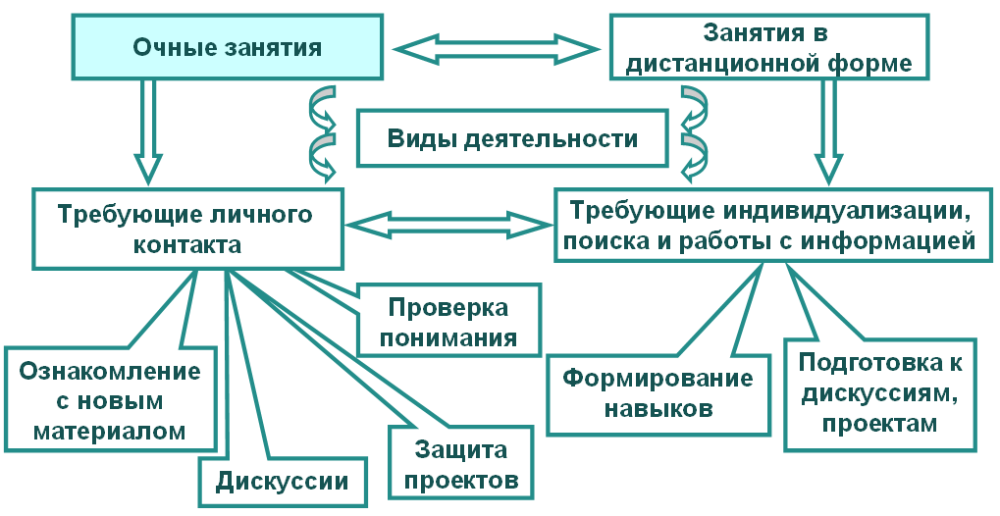 Очные занятия
Занятия в
дистанционной форме
Виды деятельности
Требующие личного
контакта
Требующие индивидуализации,
поиска и работы с информацией
Проверка
понимания
Ознакомление
с новым
материалом
Дискуссии
Защита
проектов
Формирование
навыков
Подготовка к
дискуссиям,
проектам